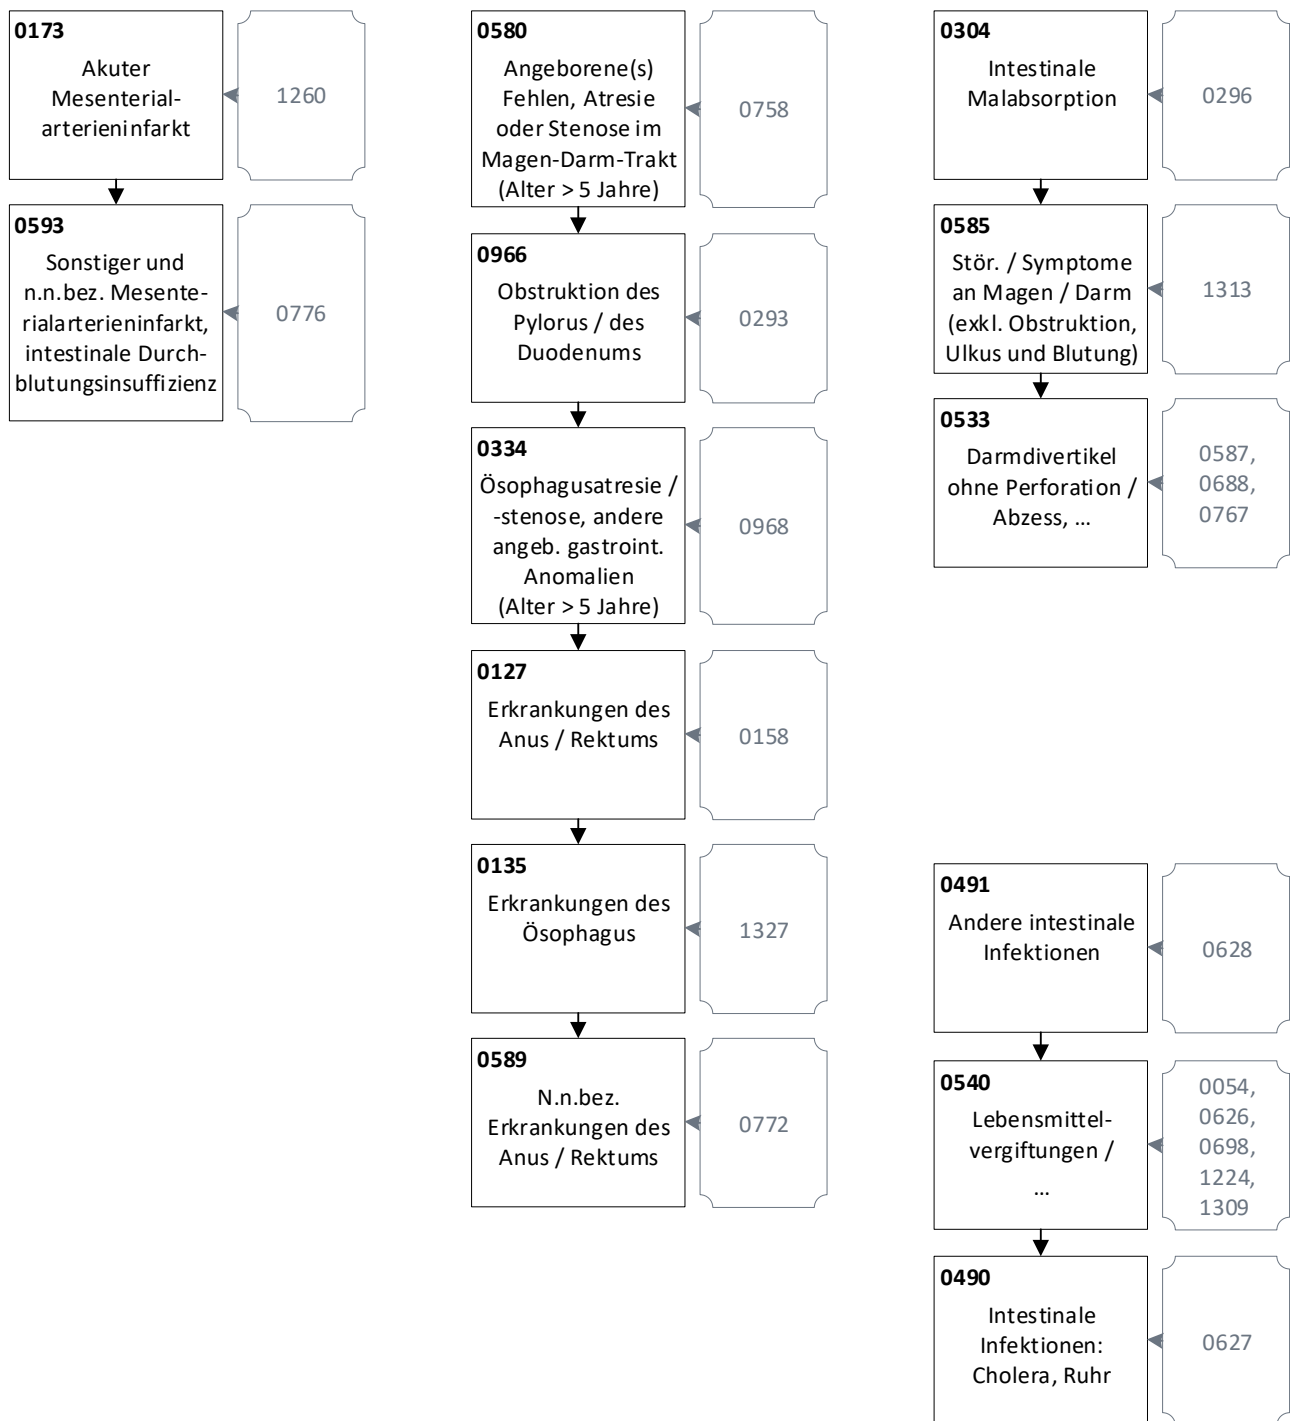 0173
Akuter
Mesenterial-
arterieninfarkt
1260
0593
Sonstiger und
n.n.bez. Mesente-
rialarterieninfarkt,
intestinale Durch-
blutungsinsuffizienz
0776
0580
Angeborene(s)
Fehlen, Atresie
oder Stenose im
Magen-Darm-Trakt
(Alter > 5 Jahre)
0758
0966
Obstruktion des
Pylorus / des
Duodenums
0293
0334
Ösophagusatresie /
-stenose, andere
angeb. gastroint.
Anomalien
(Alter > 5 Jahre)
0968
0127
Erkrankungen des
Anus / Rektums
0158
0135
Erkrankungen des
Ösophagus
1327
0589
N.n.bez.
Erkrankungen des
Anus / Rektums
0772
0304
Intestinale
Malabsorption
0296
0585
Stör. / Symptome
an Magen / Darm
(exkl. Obstruktion,
Ulkus und Blutung)
1313
0533
Darmdivertikel
ohne Perforation /
Abzess, ...
0587,
0688,
0767
0491
Andere intestinale
Infektionen
0628
0540
Lebensmittel-
vergiftungen /
...
0054,
0626,
0698,
1224,
1309
0490
Intestinale
Infektionen:
Cholera, Ruhr
0627